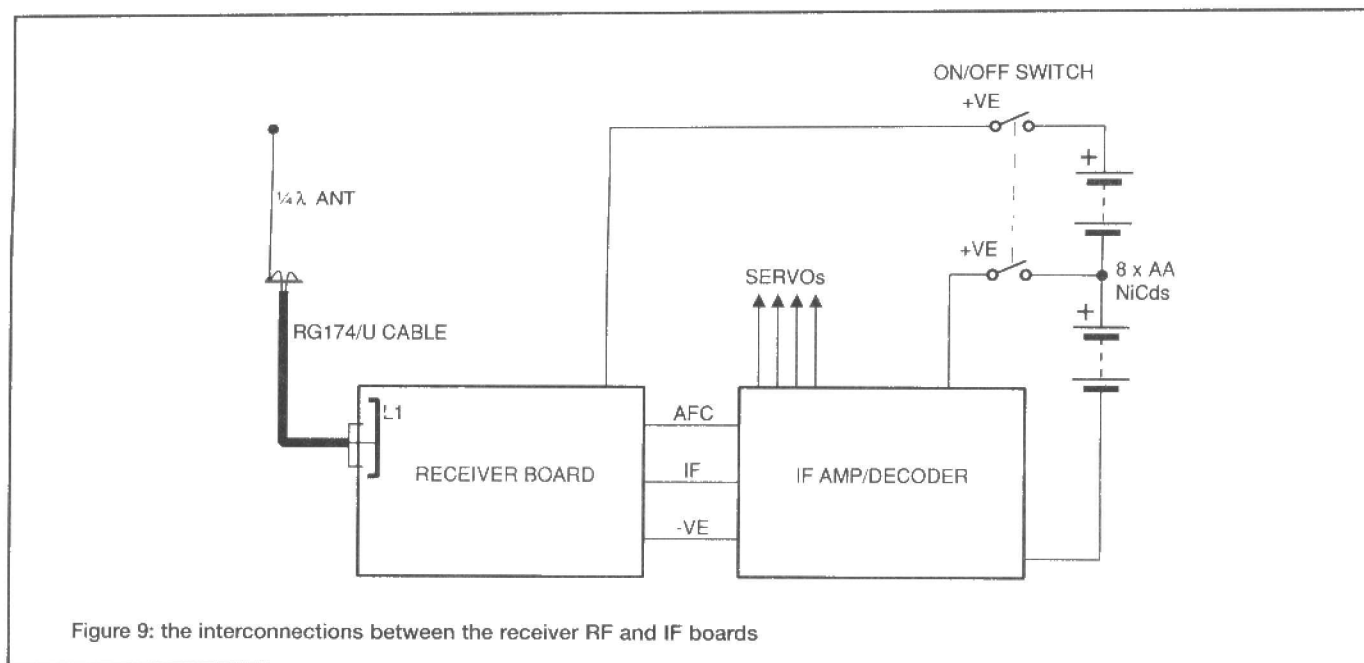 ON/OFF SWITCH
+VE
+
¼λ ANT
+VE
8 x AA
NiCds
SERVOs
+
RG174/U CABLE
L1
AFC
RECEIVER BOARD
IF
IF AMP/DECODER
-VE
Figure 9: the interconnections between the receiver RF and IF boards